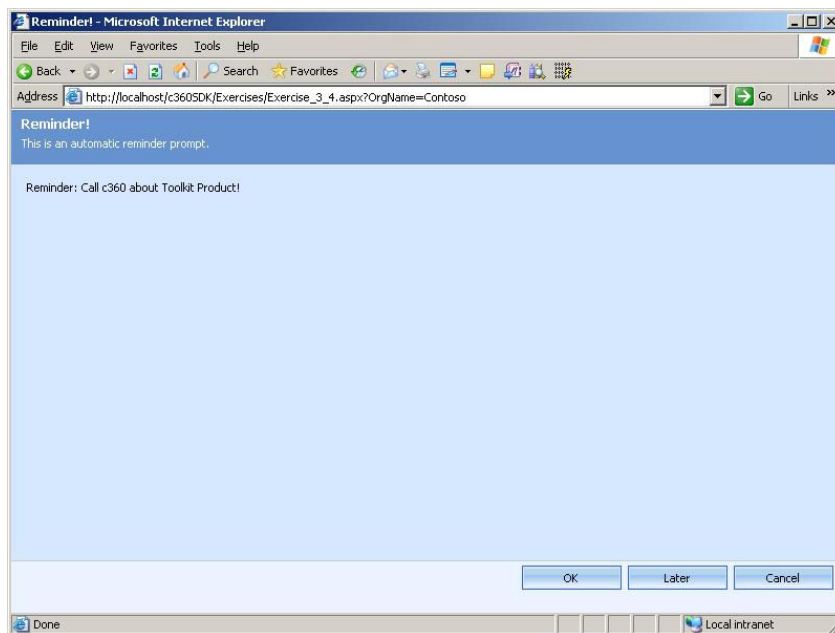 Reminder! - Microsoft Internet Explorer
File Edit View Favorites Tools Help
Back Search Favorites
Address http://localhost/c360SDK/Exercises/Exercise_3_4.aspx?OrgName=Contoso Go Links »
Reminder!
This is an automatic reminder prompt.
Reminder: Call c360 about Toolkit Product!
OK Later Cancel
Done Local intranet